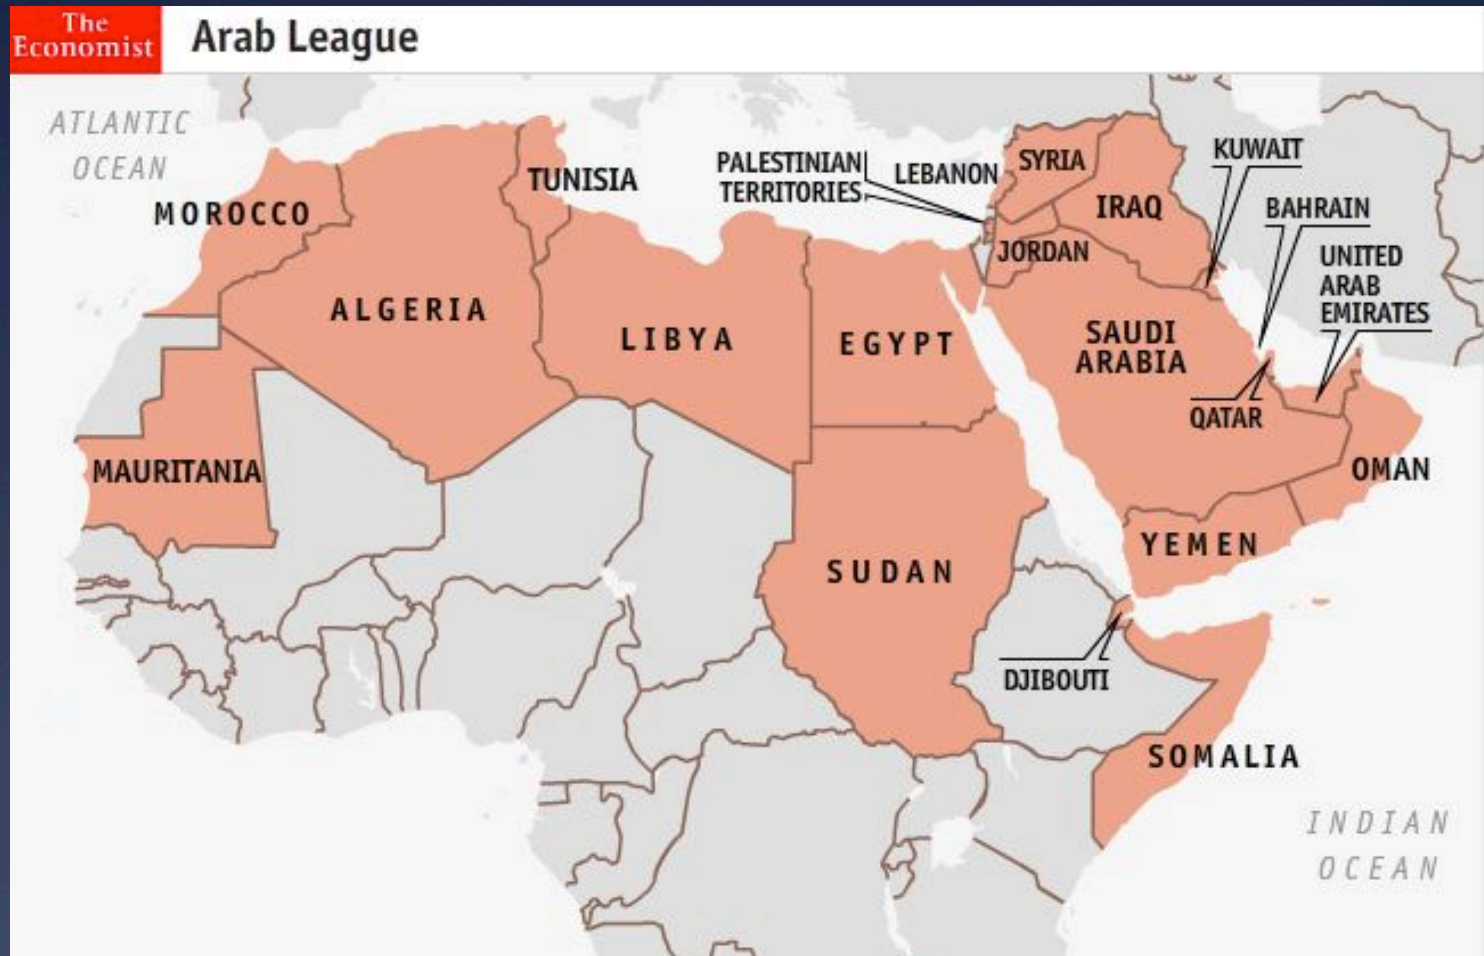 The
Economist
Arab League
ATLANTIC
OCEAN
MOROCCO
ALGERIA
TUNISIA
LIBYA
EGYPT
PALESTINIAN
TERRITORIES
LEBANON
SYRIA
IRAQ
JORDAN
KUWAIT
BAHRAIN
UNITED
ARAB
EMIRATES
SAUDI
ARABIA
QATAR
OMAN
YEMEN
MAURITANIA
SUDAN
DJIBOUTI
SOMALIA
INDIAN
OCEAN